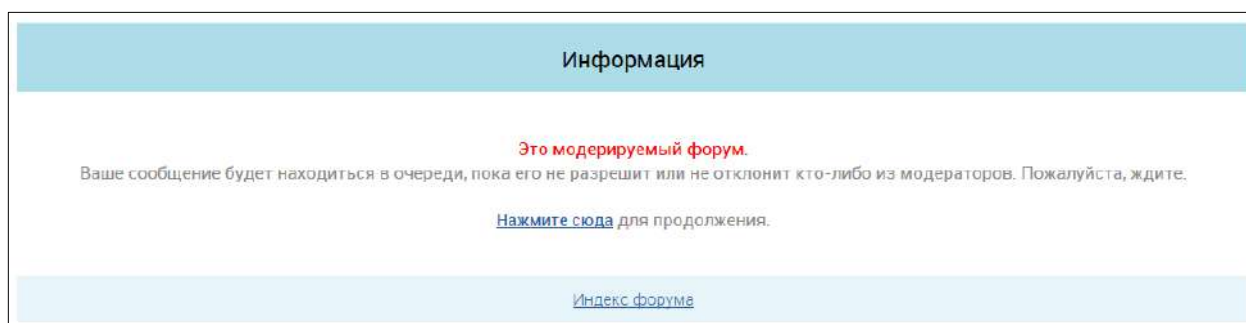 Информация
Это модерируемый форум.
Ваше сообщение будет находиться в очереди, пока его не разрешит или не отклонит кто-либо из модераторов. Пожалуйста, ждите.
Нажмите сюда для продолжения.
Индекс форума